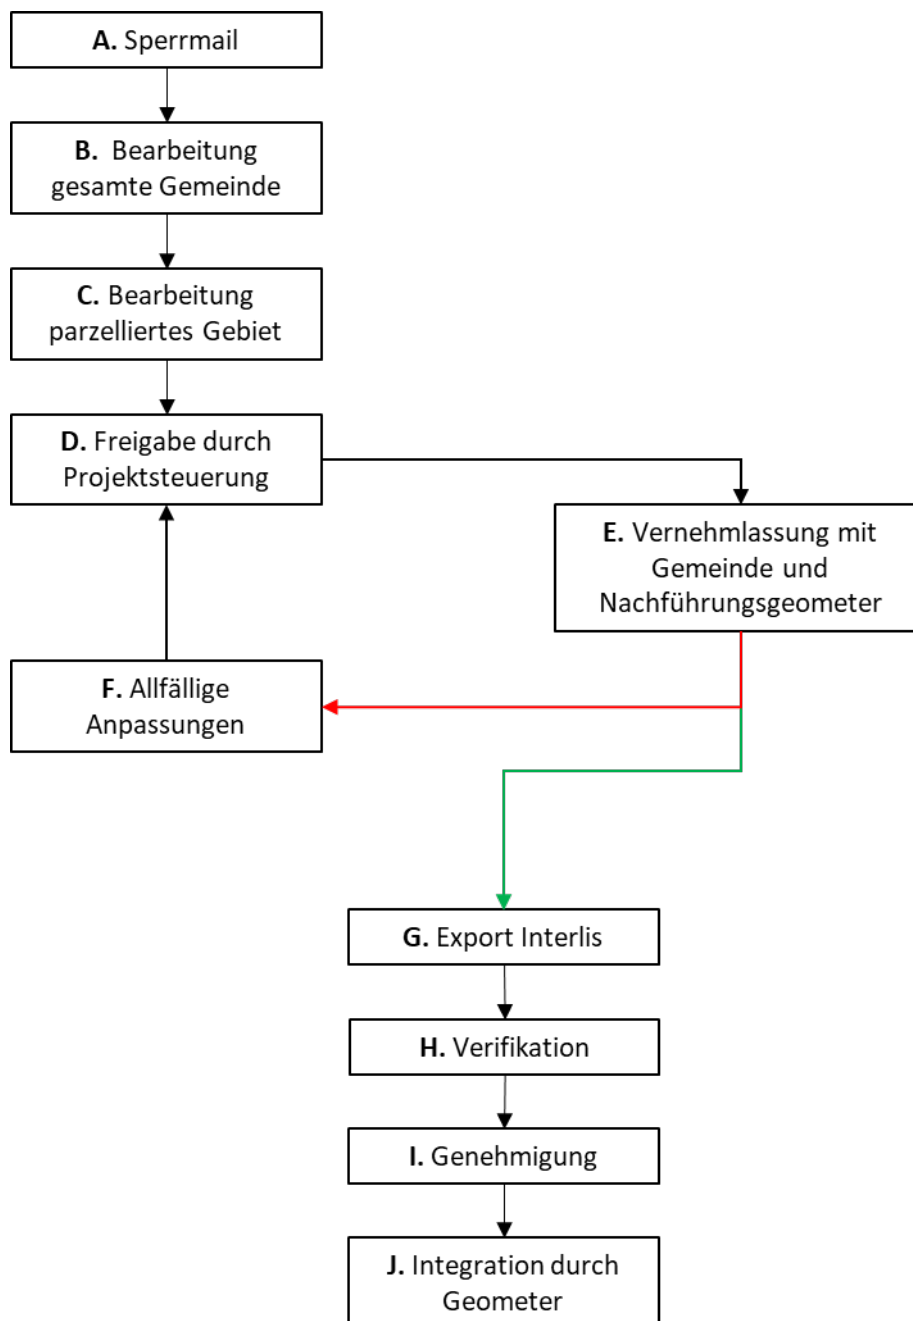 A. Sperrmail
B. Bearbeitung
gesamte Gemeinde
C. Bearbeitung
parzelliertes Gebiet
D. Freigabe durch
Projektsteuerung
E. Vernehmlassung mit
Gemeinde und
Nachführungsgeometer
F. Allfällige
Anpassungen
G. Export Interlis
H. Verifikation
I. Genehmigung
J. Integration durch
Geometer